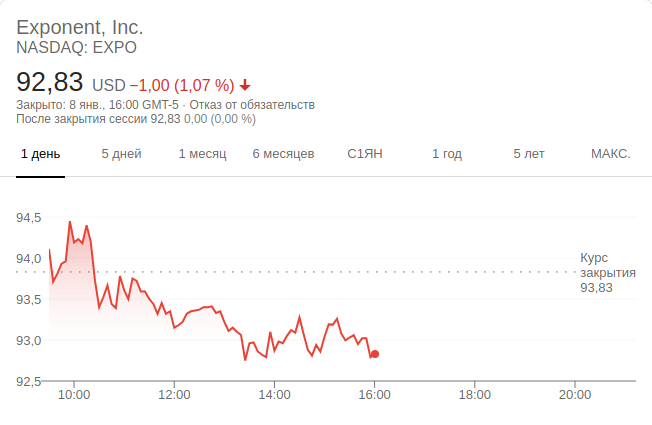 Exponent, Inc.
NASDAQ: EXPO
92,83 USD −1,00 (1,07 %)
Закрыто: 8 янв., 16:00 GMT-5 · Отказ от обязательств
После закрытия сессии 92,83 0,00 (0,00 %)
1 день 5 дней 1 месяц 6 месяцев С1ЯН 1 год 5 лет МАКС.
94,5
94,0
Курс
закрытия
93,83
93,5
93,0
92,5
10:00 12:00 14:00 16:00 18:00 20:00